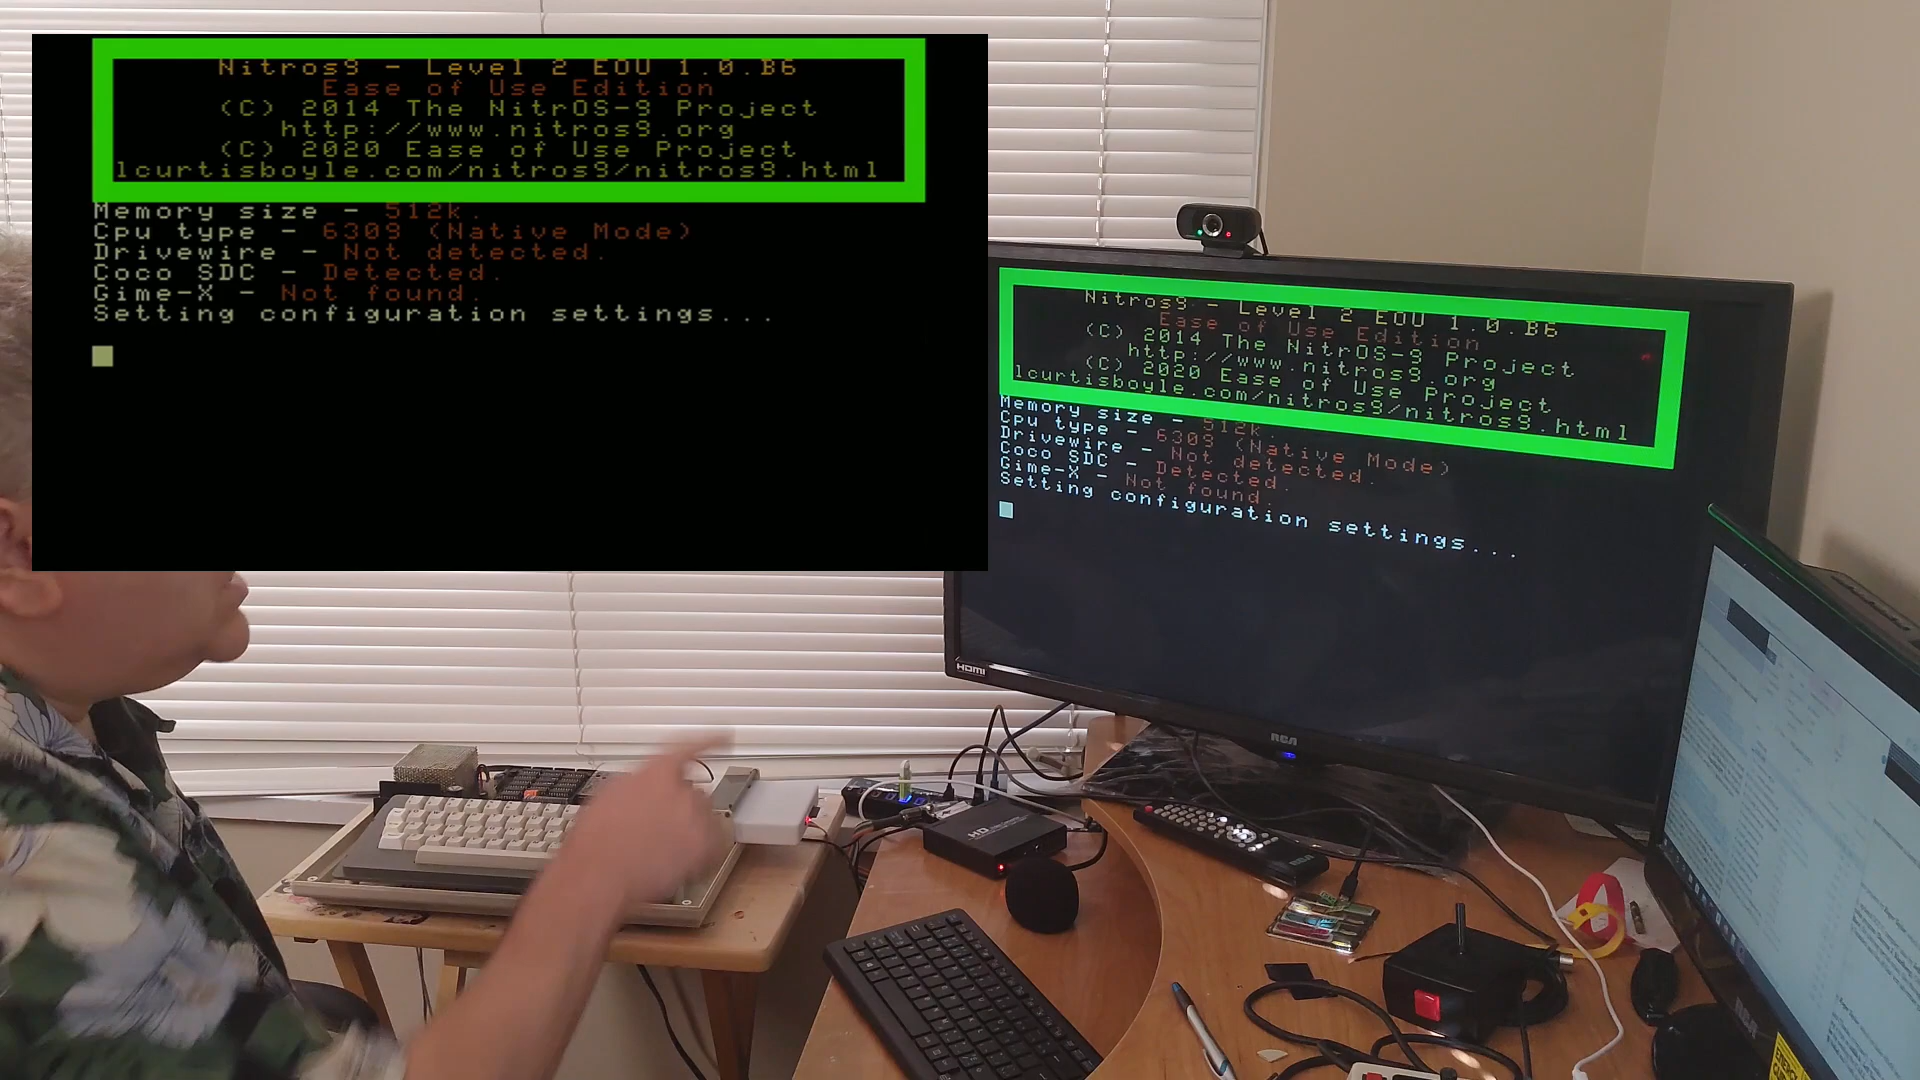 Nitros9 - Level 2 EOU 1.0.B6
Ease of Use Edition
(C) 2014 The NitrOS-9 Project
http://www.nitros9.org
(C) 2020 Ease of Use Project
lcurtisboyle.com/nitros9/nitros9.html
Memory size - 512k.
Cpu type - 6309 (Native Mode)
Drivewire - Not detected.
Coco SDC - Detected.
Gime-X - Not found.
Setting configuration settings...
Nitros9 - Level 2 EOU 1.0.B6
Ease of Use Edition
(C) 2014 The NitrOS-9 Project
http://www.nitros9.org
(C) 2020 Ease of Use Project
lcurtisboyle.com/nitros9/nitros9.html
Memory size - 512k.
Cpu type - 6309 (Native Mode)
Drivewire - Not detected.
Coco SDC - Detected.
Gime-X - Not found.
Setting configuration settings...
HDMI
RCA
HD
RCA
RCA